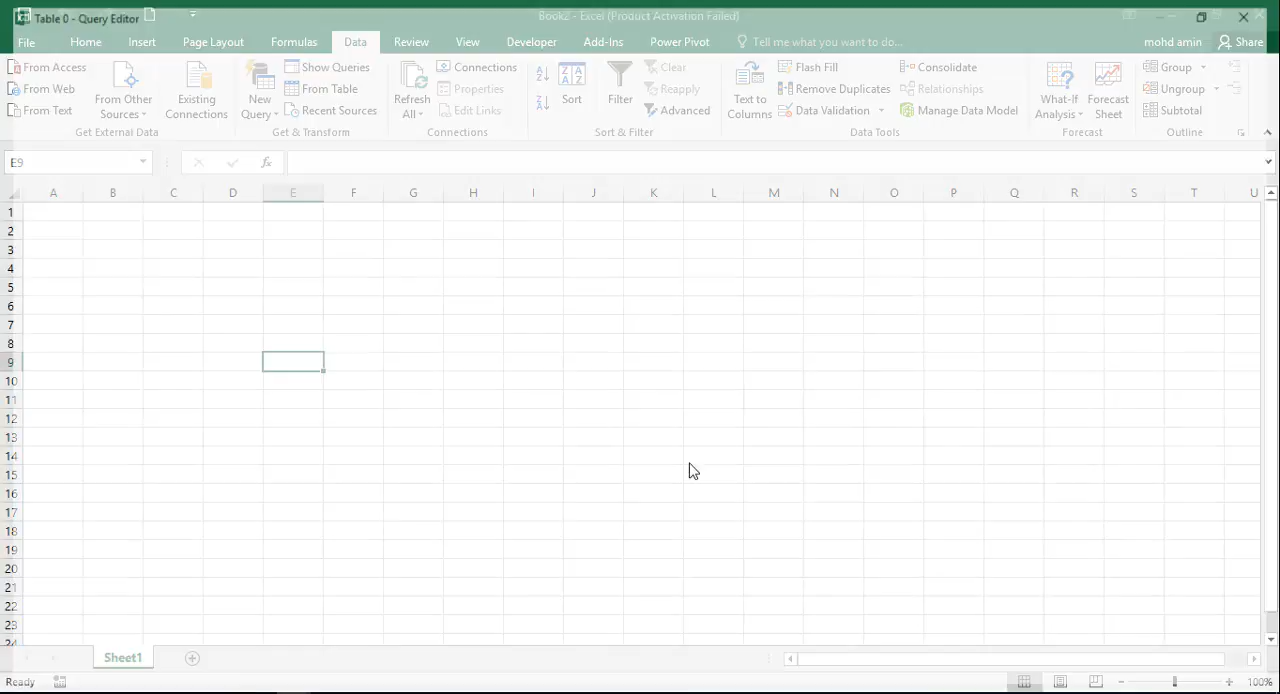 Table 0 - Query Editor
Book2 - Excel (Product Activation Failed)
File Home Insert Page Layout Formulas Data Review View Developer Add-Ins Power Pivot Tell me what you want to do... mohd amin Share
From Access
From Web
From Text
From Other
Sources
Existing
Connections
Get External Data
New
Query
Show Queries
From Table
Recent Sources
Get & Transform
Refresh
All
Connections
Properties
Edit Links
Connections
Sort
Filter
Clear
Reapply
Advanced
Sort & Filter
Text to
Columns
Flash Fill
Remove Duplicates
Data Validation
Consolidate
Relationships
Manage Data Model
Data Tools
What-If
Analysis
Forecast
Sheet
Forecast
Group
Ungroup
Subtotal
Outline
E9 fx
A B C D E F G H I J K L M N O P Q R S T U
1
2
3
4
5
6
7
8
9
10
11
12
13
14
15
16
17
18
19
20
21
22
23
24
Sheet1
Ready 100%